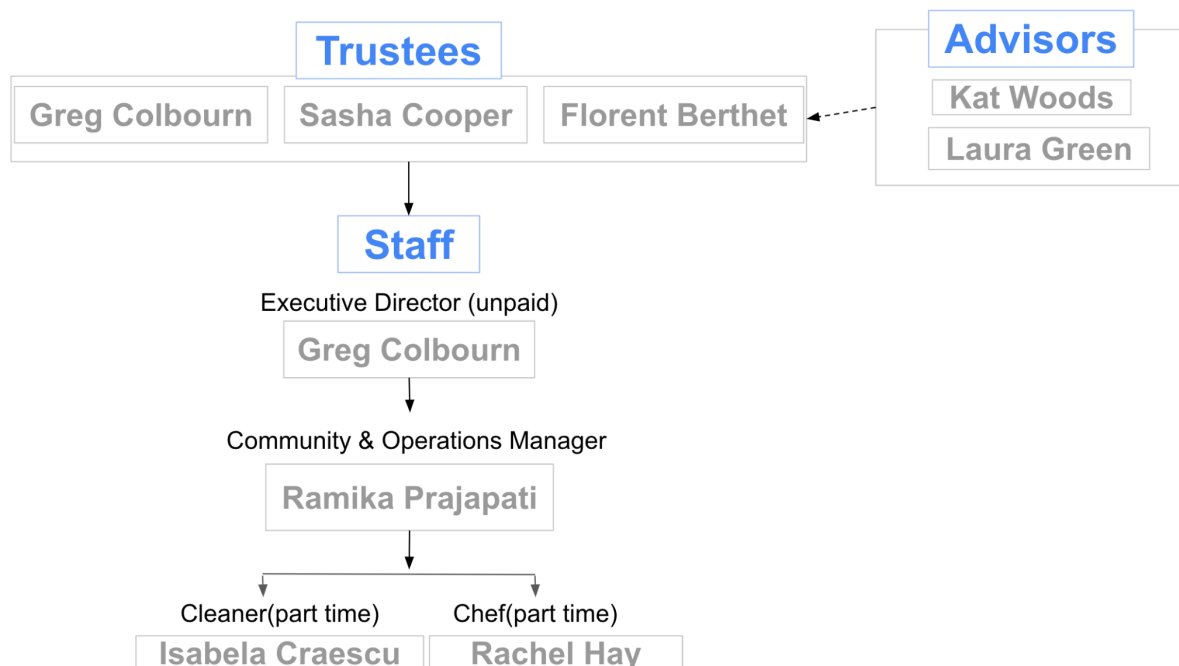 Trustees
Greg Colbourn
Sasha Cooper
Florent Berthet
Advisors
Kat Woods
Laura Green
Staff
Executive Director (unpaid)
Greg Colbourn
Community & Operations Manager
Ramika Prajapati
Cleaner(part time)
Isabela Craescu
Chef(part time)
Rachel Hay